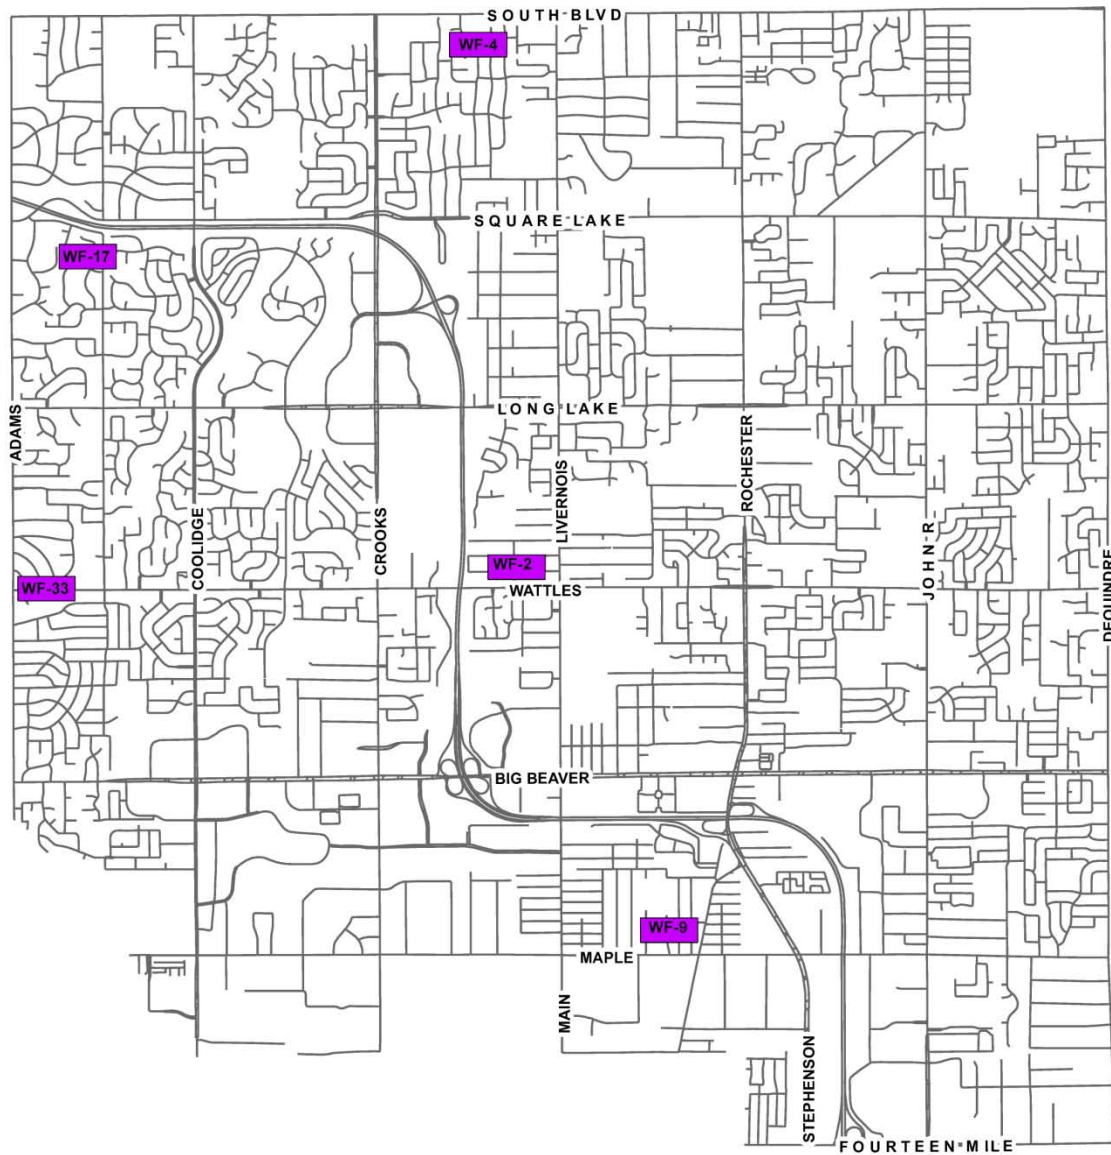 SOUTH BLVD
WF-4
SQUARE LAKE
WF-17
LONG LAKE
ADAMS
ROCHESTER
LIVERNOIS
COOLIDGE
CROOKS
JOHN R
WF-2
WF-33
WATTLES
DEQUINDRE
BIG BEAVER
WF-9
MAPLE
MAIN
STEPHENSON
FOURTEEN MILE